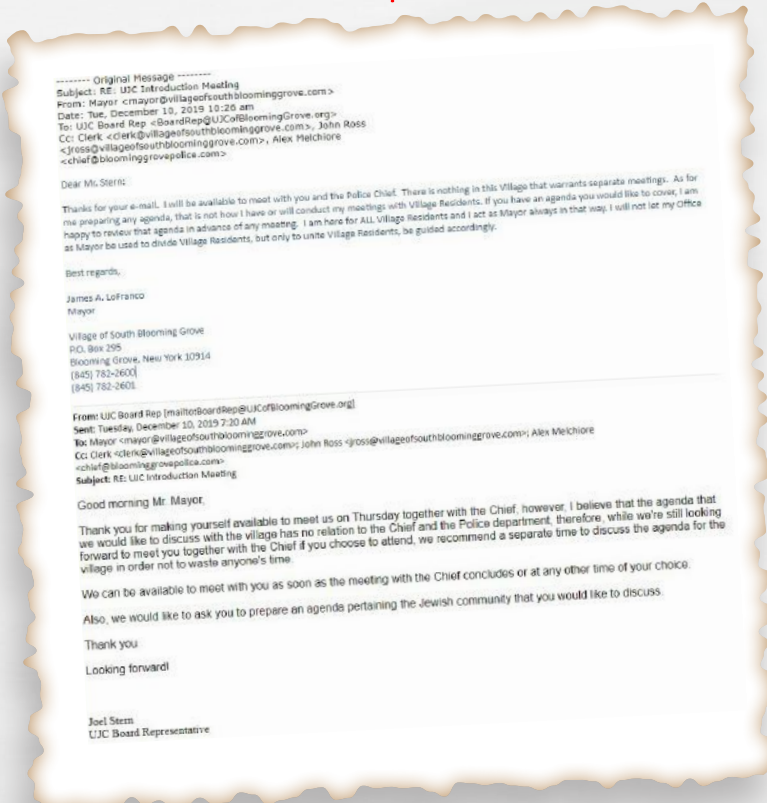 -------- Original Message --------
Subject: RE: UJC Introduction Meeting
From: Mayor <mayor@villageofsouthbloominggrove.com>
Date: Tue, December 10, 2019 10:26 am
To: UJC Board Rep <BoardRep@UJCofBloomingGrove.org>
Cc: Clerk <clerk@villageofsouthbloominggrove.com>, John Ross
<jross@villageofsouthbloominggrove.com>, Alex Melchiore
<chief@bloominggrovepolice.com>
Dear Mr. Stern:
Thanks for your e-mail. I will be available to meet with you and the Police Chief. There is nothing in this Village that warrants separate meetings. As for
me preparing any agenda, that is not how I have or will conduct my meetings with Village Residents. If you have an agenda you would like to cover, I am
happy to review that agenda in advance of any meeting. I am here for ALL Village Residents and I act as Mayor always in that way. I will not let my Office
as Mayor be used to divide Village Residents, but only to unite Village Residents, be guided accordingly.
Best regards,
James A. LoFranco
Mayor
Village of South Blooming Grove
P.O. Box 295
Blooming Grove, New York 10914
(845) 782-2600
(845) 782-2601
From: UJC Board Rep [mailto:BoardRep@UJCofBloomingGrove.org]
Sent: Tuesday, December 10, 2019 7:20 AM
To: Mayor <mayor@villageofsouthbloominggrove.com>
Cc: Clerk <clerk@villageofsouthbloominggrove.com>; John Ross <jross@villageofsouthbloominggrove.com>; Alex Melchiore
<chief@bloominggrovepolice.com>
Subject: RE: UJC Introduction Meeting
Good morning Mr. Mayor,
Thank you for making yourself available to meet us on Thursday together with the Chief, however, I believe that the agenda that
we would like to discuss with the village has no relation to the Chief and the Police department, therefore, while we're still looking
forward to meet you together with the Chief if you choose to attend, we recommend a separate time to discuss the agenda for the
village in order not to waste anyone's time.
We can be available to meet with you as soon as the meeting with the Chief concludes or at any other time of your choice.
Also, we would like to ask you to prepare an agenda pertaining the Jewish community that you would like to discuss.
Thank you
Looking forward!
Joel Stern
UJC Board Representative